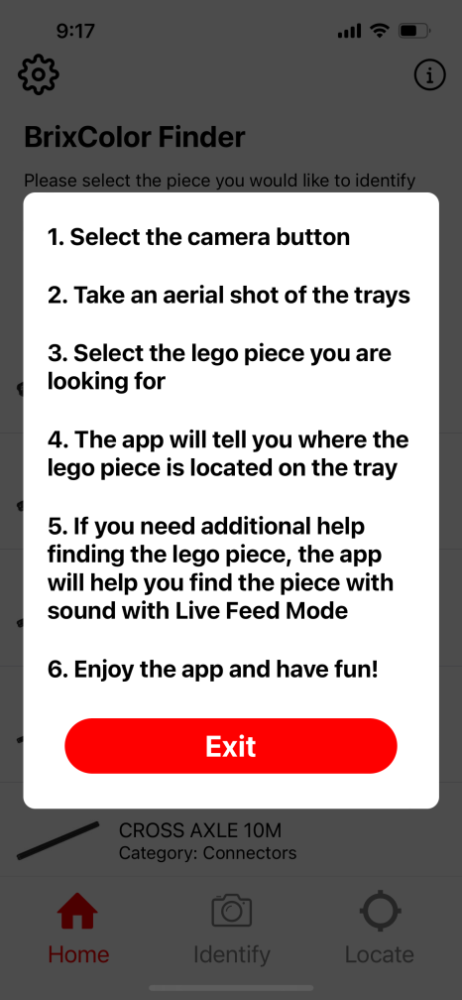 9:17
BrixColor Finder
Please select the piece you would like to identify
1. Select the camera button
2. Take an aerial shot of the trays
3. Select the lego piece you are
looking for
4. The app will tell you where the
lego piece is located on the tray
5. If you need additional help
finding the lego piece, the app
will help you find the piece with
sound with Live Feed Mode
6. Enjoy the app and have fun!
Exit
CROSS AXLE 10M
Category: Connectors
Home
Identify
Locate